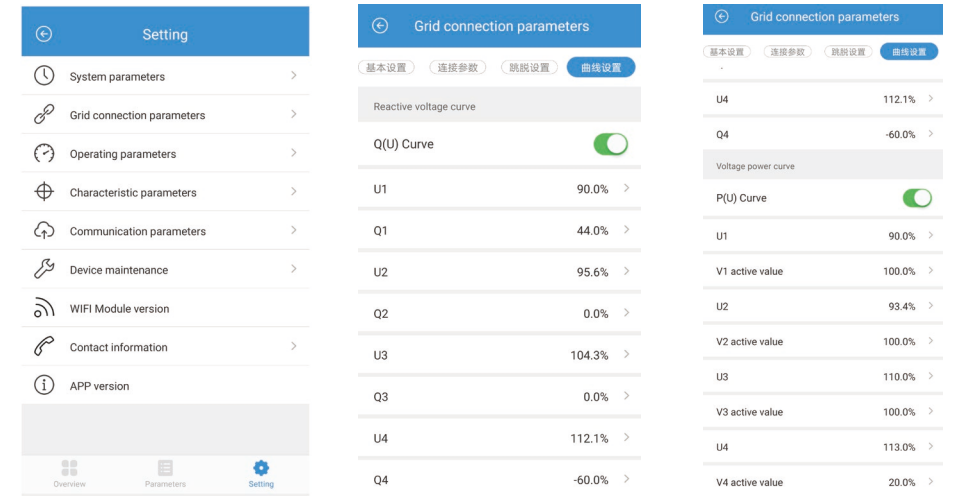 Setting
System parameters
Grid connection parameters
Operating parameters
Characteristic parameters
Communication parameters
Device maintenance
WIFI Module version
Contact information
APP version
Overview Parameters Setting
Grid connection parameters
基本设置 连接参数 跳脱设置 曲线设置
Reactive voltage curve
Q(U) Curve
U1 90.0%
Q1 44.0%
U2 95.6%
Q2 0.0%
U3 104.3%
Q3 0.0%
U4 112.1%
Q4 -60.0%
Grid connection parameters
基本设置 连接参数 跳脱设置 曲线设置
U4 112.1%
Q4 -60.0%
Voltage power curve
P(U) Curve
U1 90.0%
V1 active value 100.0%
U2 93.4%
V2 active value 100.0%
U3 110.0%
V3 active value 100.0%
U4 113.0%
V4 active value 20.0%